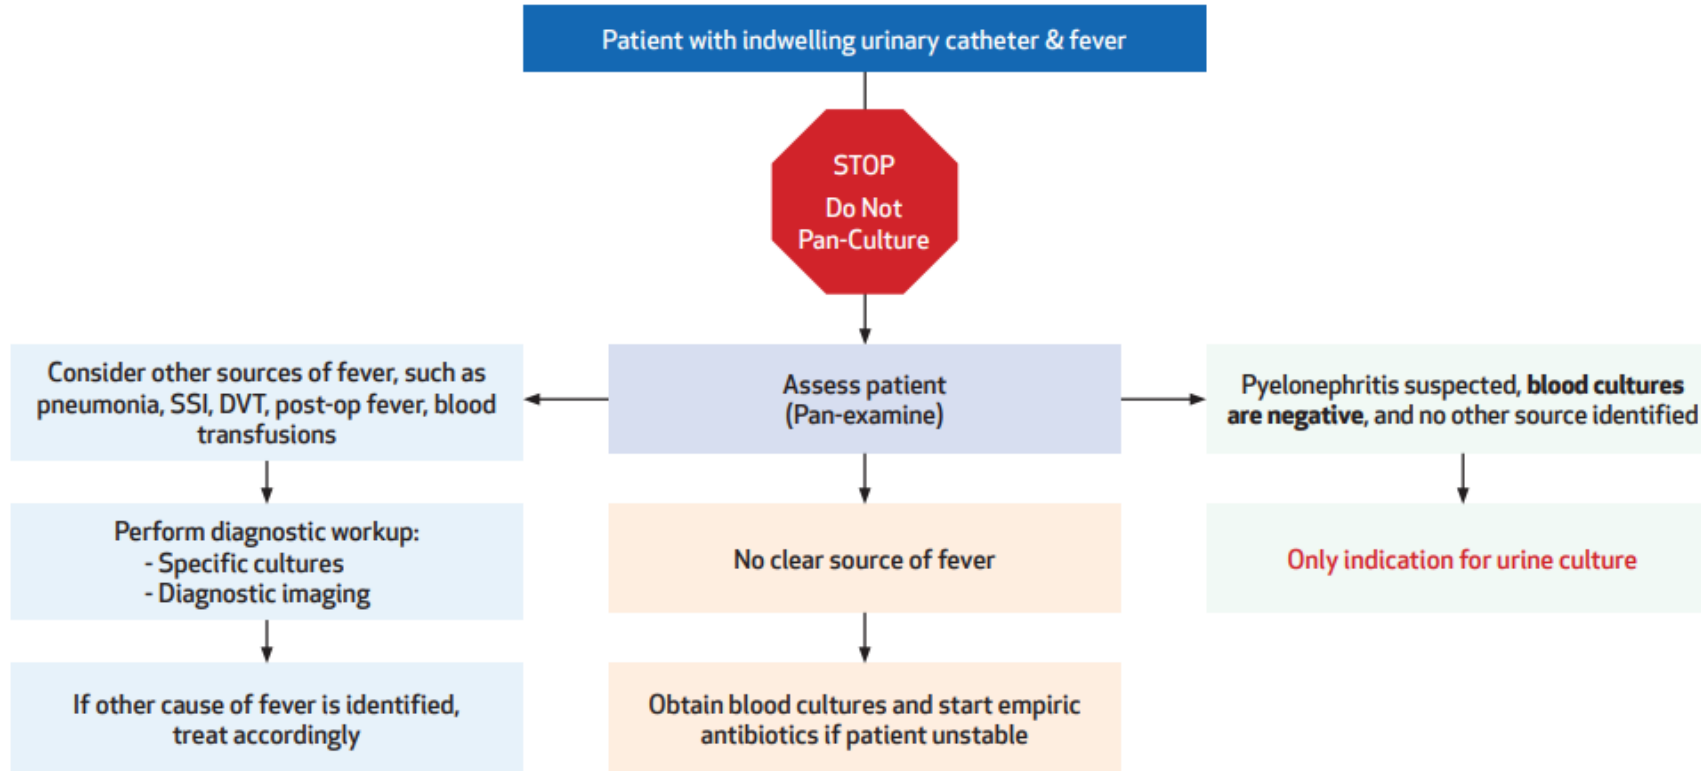 Patient with indwelling urinary catheter & fever
STOP
Do Not
Pan-Culture
Consider other sources of fever, such as
pneumonia, SSI, DVT, post-op fever, blood
transfusions
Assess patient
(Pan-examine)
Pyelonephritis suspected, blood cultures
are negative, and no other source identified
Perform diagnostic workup:
- Specific cultures
- Diagnostic imaging
No clear source of fever
Only indication for urine culture
If other cause of fever is identified,
treat accordingly
Obtain blood cultures and start empiric
antibiotics if patient unstable